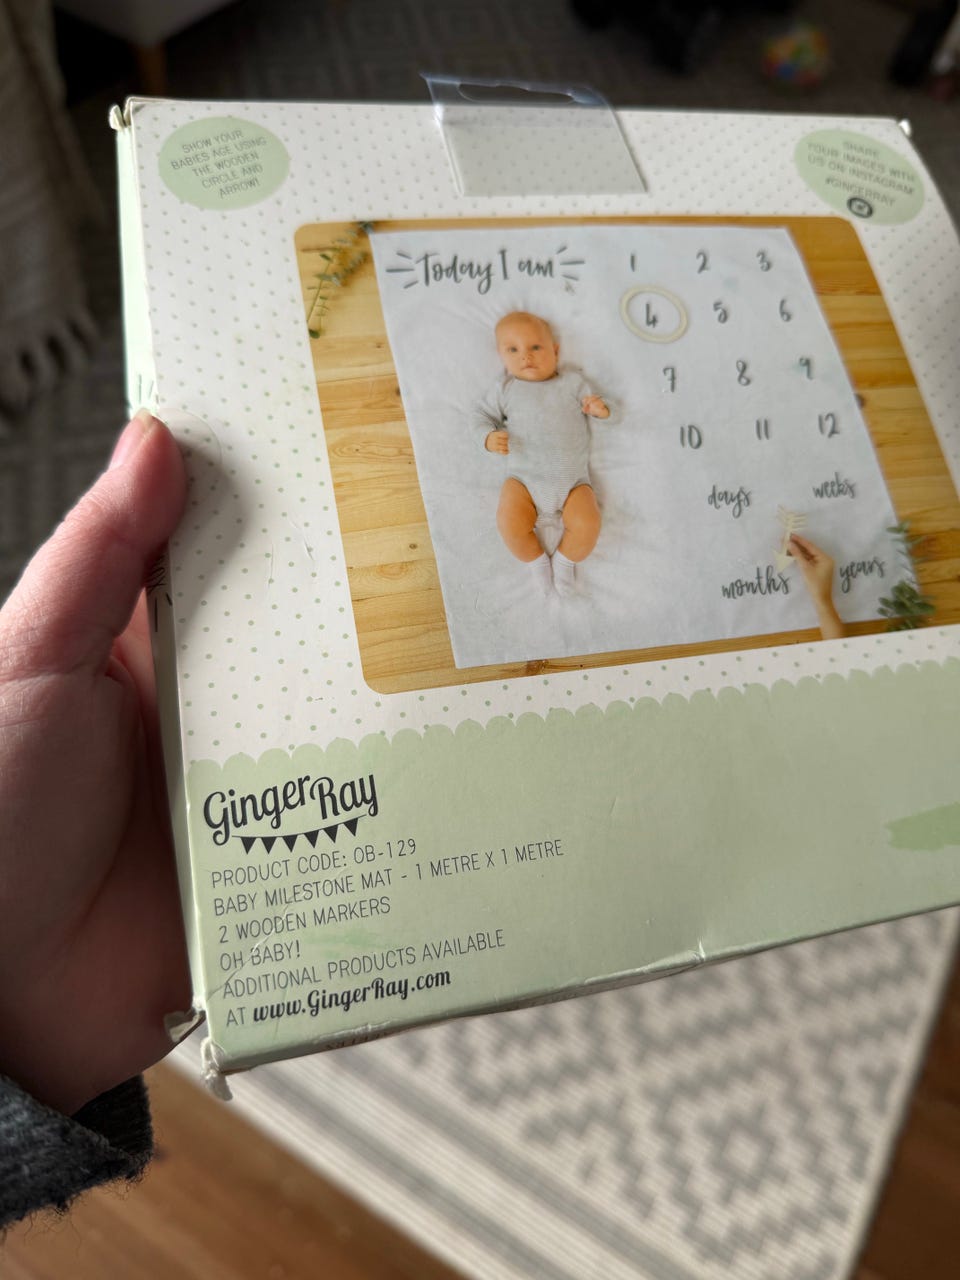 SHOW YOUR
BABIES AGE USING
THE WOODEN
CIRCLE AND
ARROW!
SHARE
YOUR IMAGES WITH
US ON INSTAGRAM
#GINGERRAY
Today I am
1 2 3
4 5 6
7 8 9
10 11 12
days weeks
months years
Ginger Ray
PRODUCT CODE: OB-129
BABY MILESTONE MAT - 1 METRE X 1 METRE
2 WOODEN MARKERS
OH BABY!
ADDITIONAL PRODUCTS AVAILABLE
AT www.GingerRay.com